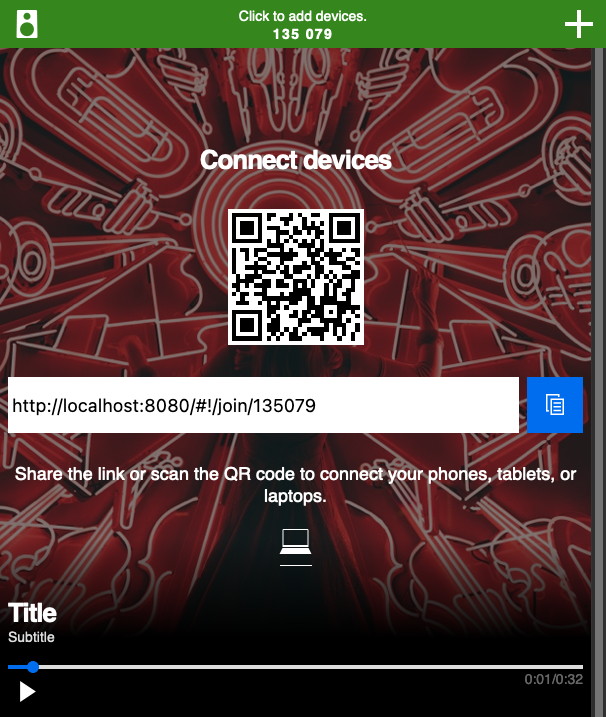 Click to add devices.
135 079
Connect devices
http://localhost:8080/#!/join/135079
Share the link or scan the QR code to connect your phones, tablets, or
laptops.
Title
Subtitle
0:01/0:32